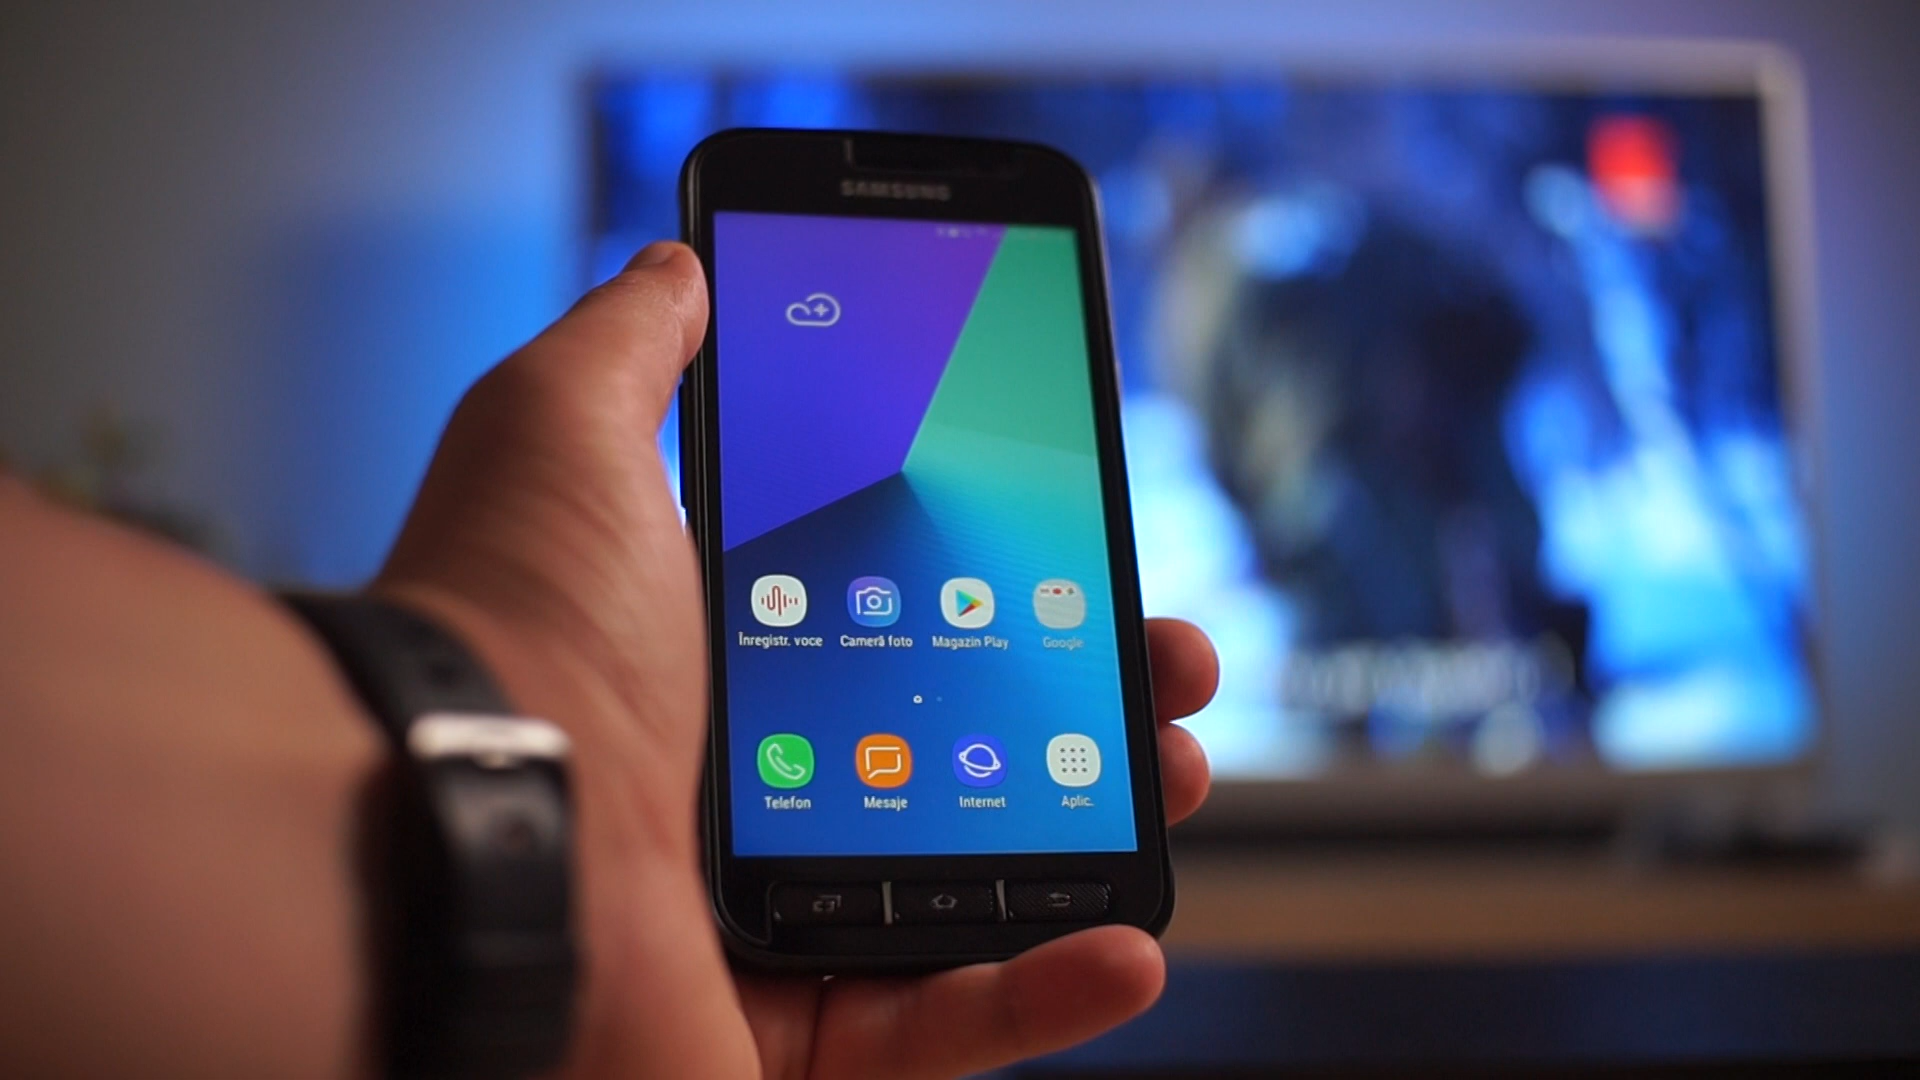 SAMSUNG
Înregistr. voce
Cameră foto
Magazin Play
Google
Telefon
Mesaje
Internet
Aplic.